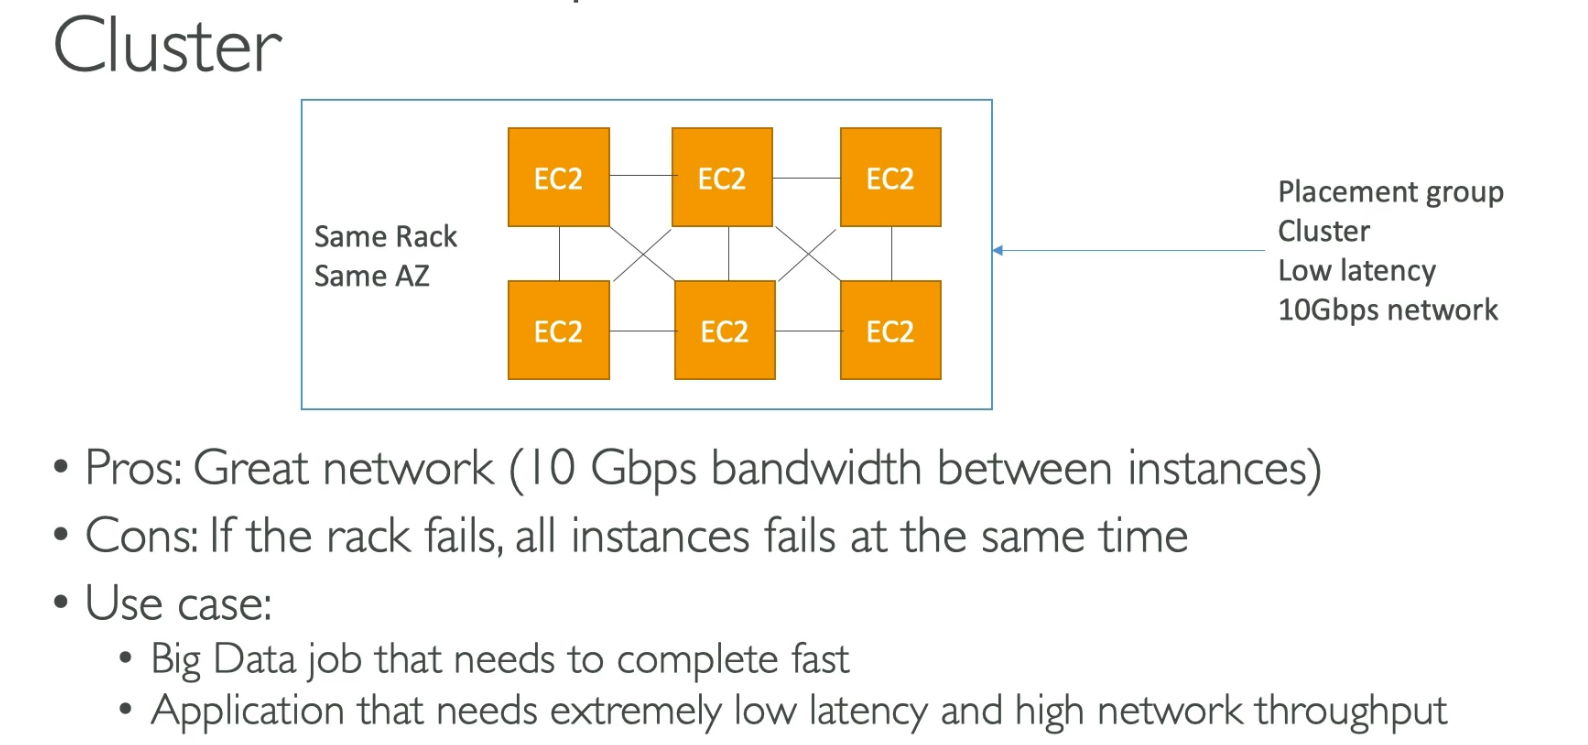 Cluster
EC2 EC2 EC2
Same Rack
Same AZ
EC2 EC2 EC2
Placement group
Cluster
Low latency
10Gbps network
• Pros: Great network (10 Gbps bandwidth between instances)
• Cons: If the rack fails, all instances fails at the same time
• Use case:
• Big Data job that needs to complete fast
• Application that needs extremely low latency and high network throughput